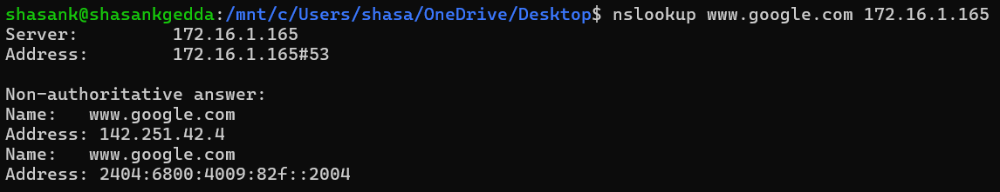 shasank@shasankgedda:/mnt/c/Users/shasa/OneDrive/Desktop$ nslookup www.google.com 172.16.1.165
Server:         172.16.1.165
Address:        172.16.1.165#53

Non-authoritative answer:
Name:   www.google.com
Address: 142.251.42.4
Name:   www.google.com
Address: 2404:6800:4009:82f::2004